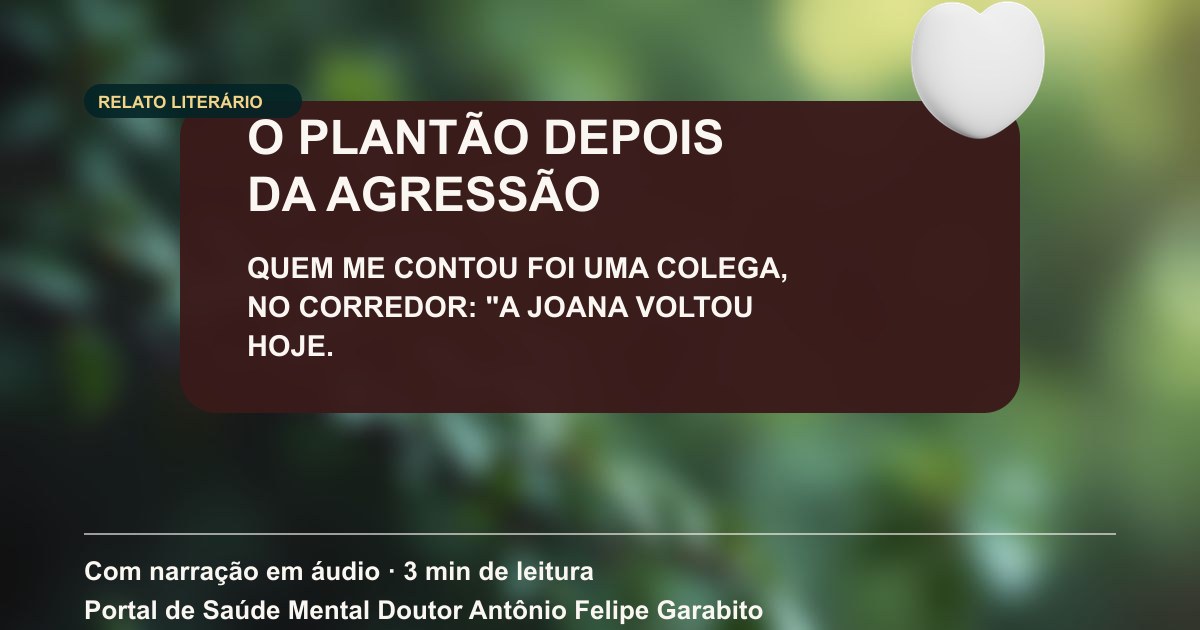 RELATO LITERÁRIO
O PLANTÃO DEPOIS
DA AGRESSÃO
QUEM ME CONTOU FOI UMA COLEGA,
NO CORREDOR: "A JOANA VOLTOU
HOJE.
Com narração em áudio · 3 min de leitura
Portal de Saúde Mental Doutor Antônio Felipe Garabito